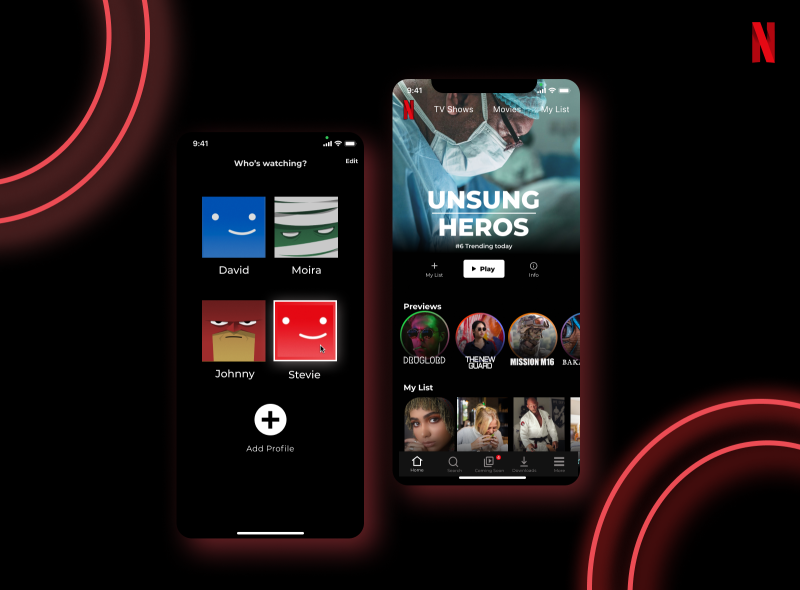 N
9:41
Who's watching?
Edit
David
Moira
Johnny
Stevie
Add Profile
9:41
N
TV Shows
Movies
My List
UNSUNG
HEROS
#6 Trending today
My List
Play
Info
Previews
DRUGLORD
THE NEW
GUARD
MISSION M16
BAKA
My List
Home
Search
Coming Soon
Downloads
More